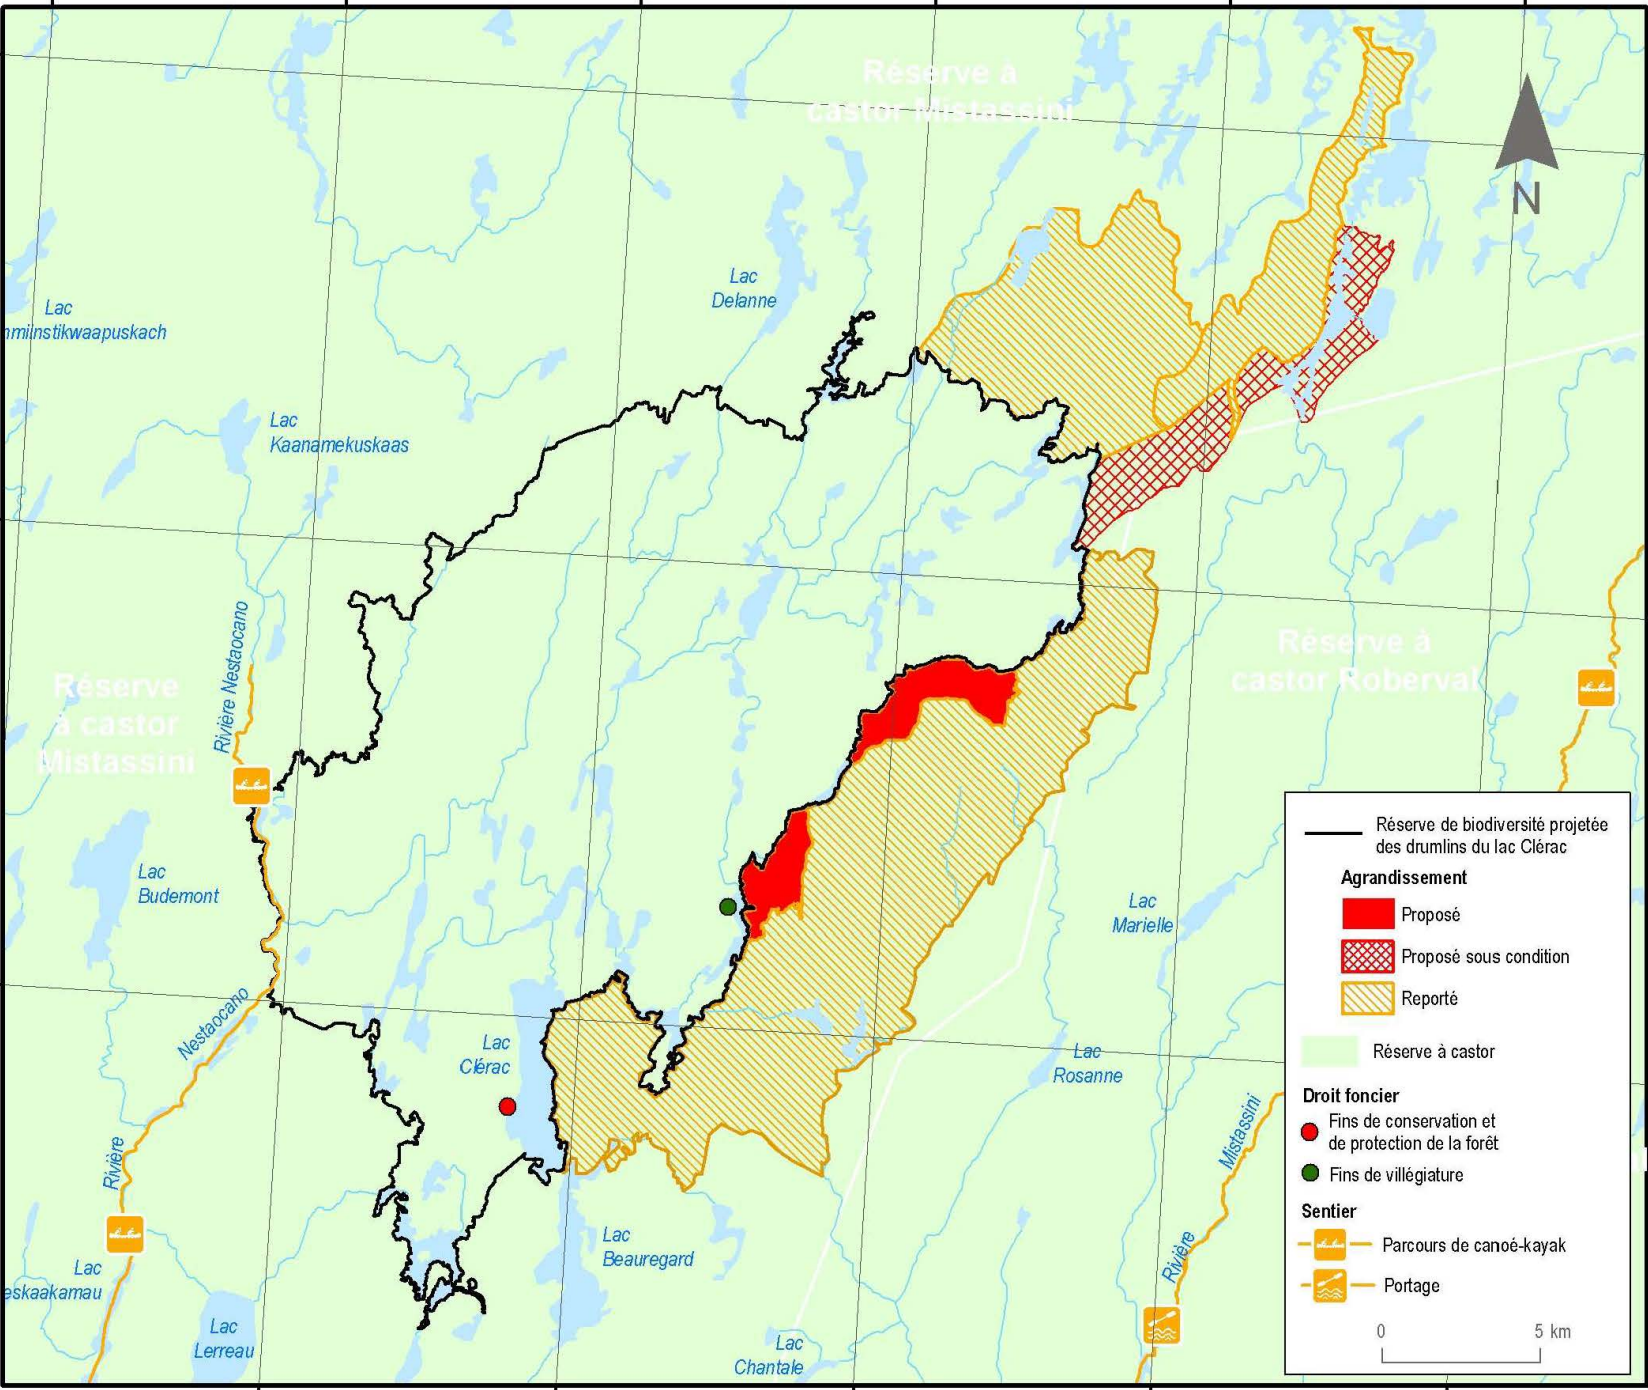 Réserve à
castor Mistassini
N
Lac
Delanne
Lac
Lac
Kaanamekuskaas
Rivière Nestaocano
Réserve
à castor
Mistassini
Réserve à
castor Roberval
Lac
Budemont
Lac
Marielle
Nestaocano
Rivière
Lac
Clérac
Lac
Rosanne
Mistassini
Rivière
Lac
Beauregard
Lac
Lac
Lerreau
Lac
Chantale
Réserve de biodiversité projetée
des drumlins du lac Clérac
Agrandissement
Proposé
Proposé sous condition
Reporté
Réserve à castor
Droit foncier
Fins de conservation et
de protection de la forêt
Fins de villégiature
Sentier
Parcours de canoé-kayak
Portage
0 5 km